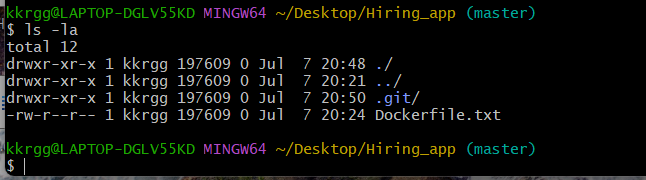 kkrgg@LAPTOP-DGLV55KD MINGW64 ~/Desktop/Hiring_app (master)
$ ls -la
total 12
drwxr-xr-x 1 kkrgg 197609 0 Jul  7 20:48 ./
drwxr-xr-x 1 kkrgg 197609 0 Jul  7 20:21 ../
drwxr-xr-x 1 kkrgg 197609 0 Jul  7 20:50 .git/
-rw-r--r-- 1 kkrgg 197609 0 Jul  7 20:24 Dockerfile.txt
kkrgg@LAPTOP-DGLV55KD MINGW64 ~/Desktop/Hiring_app (master)
$